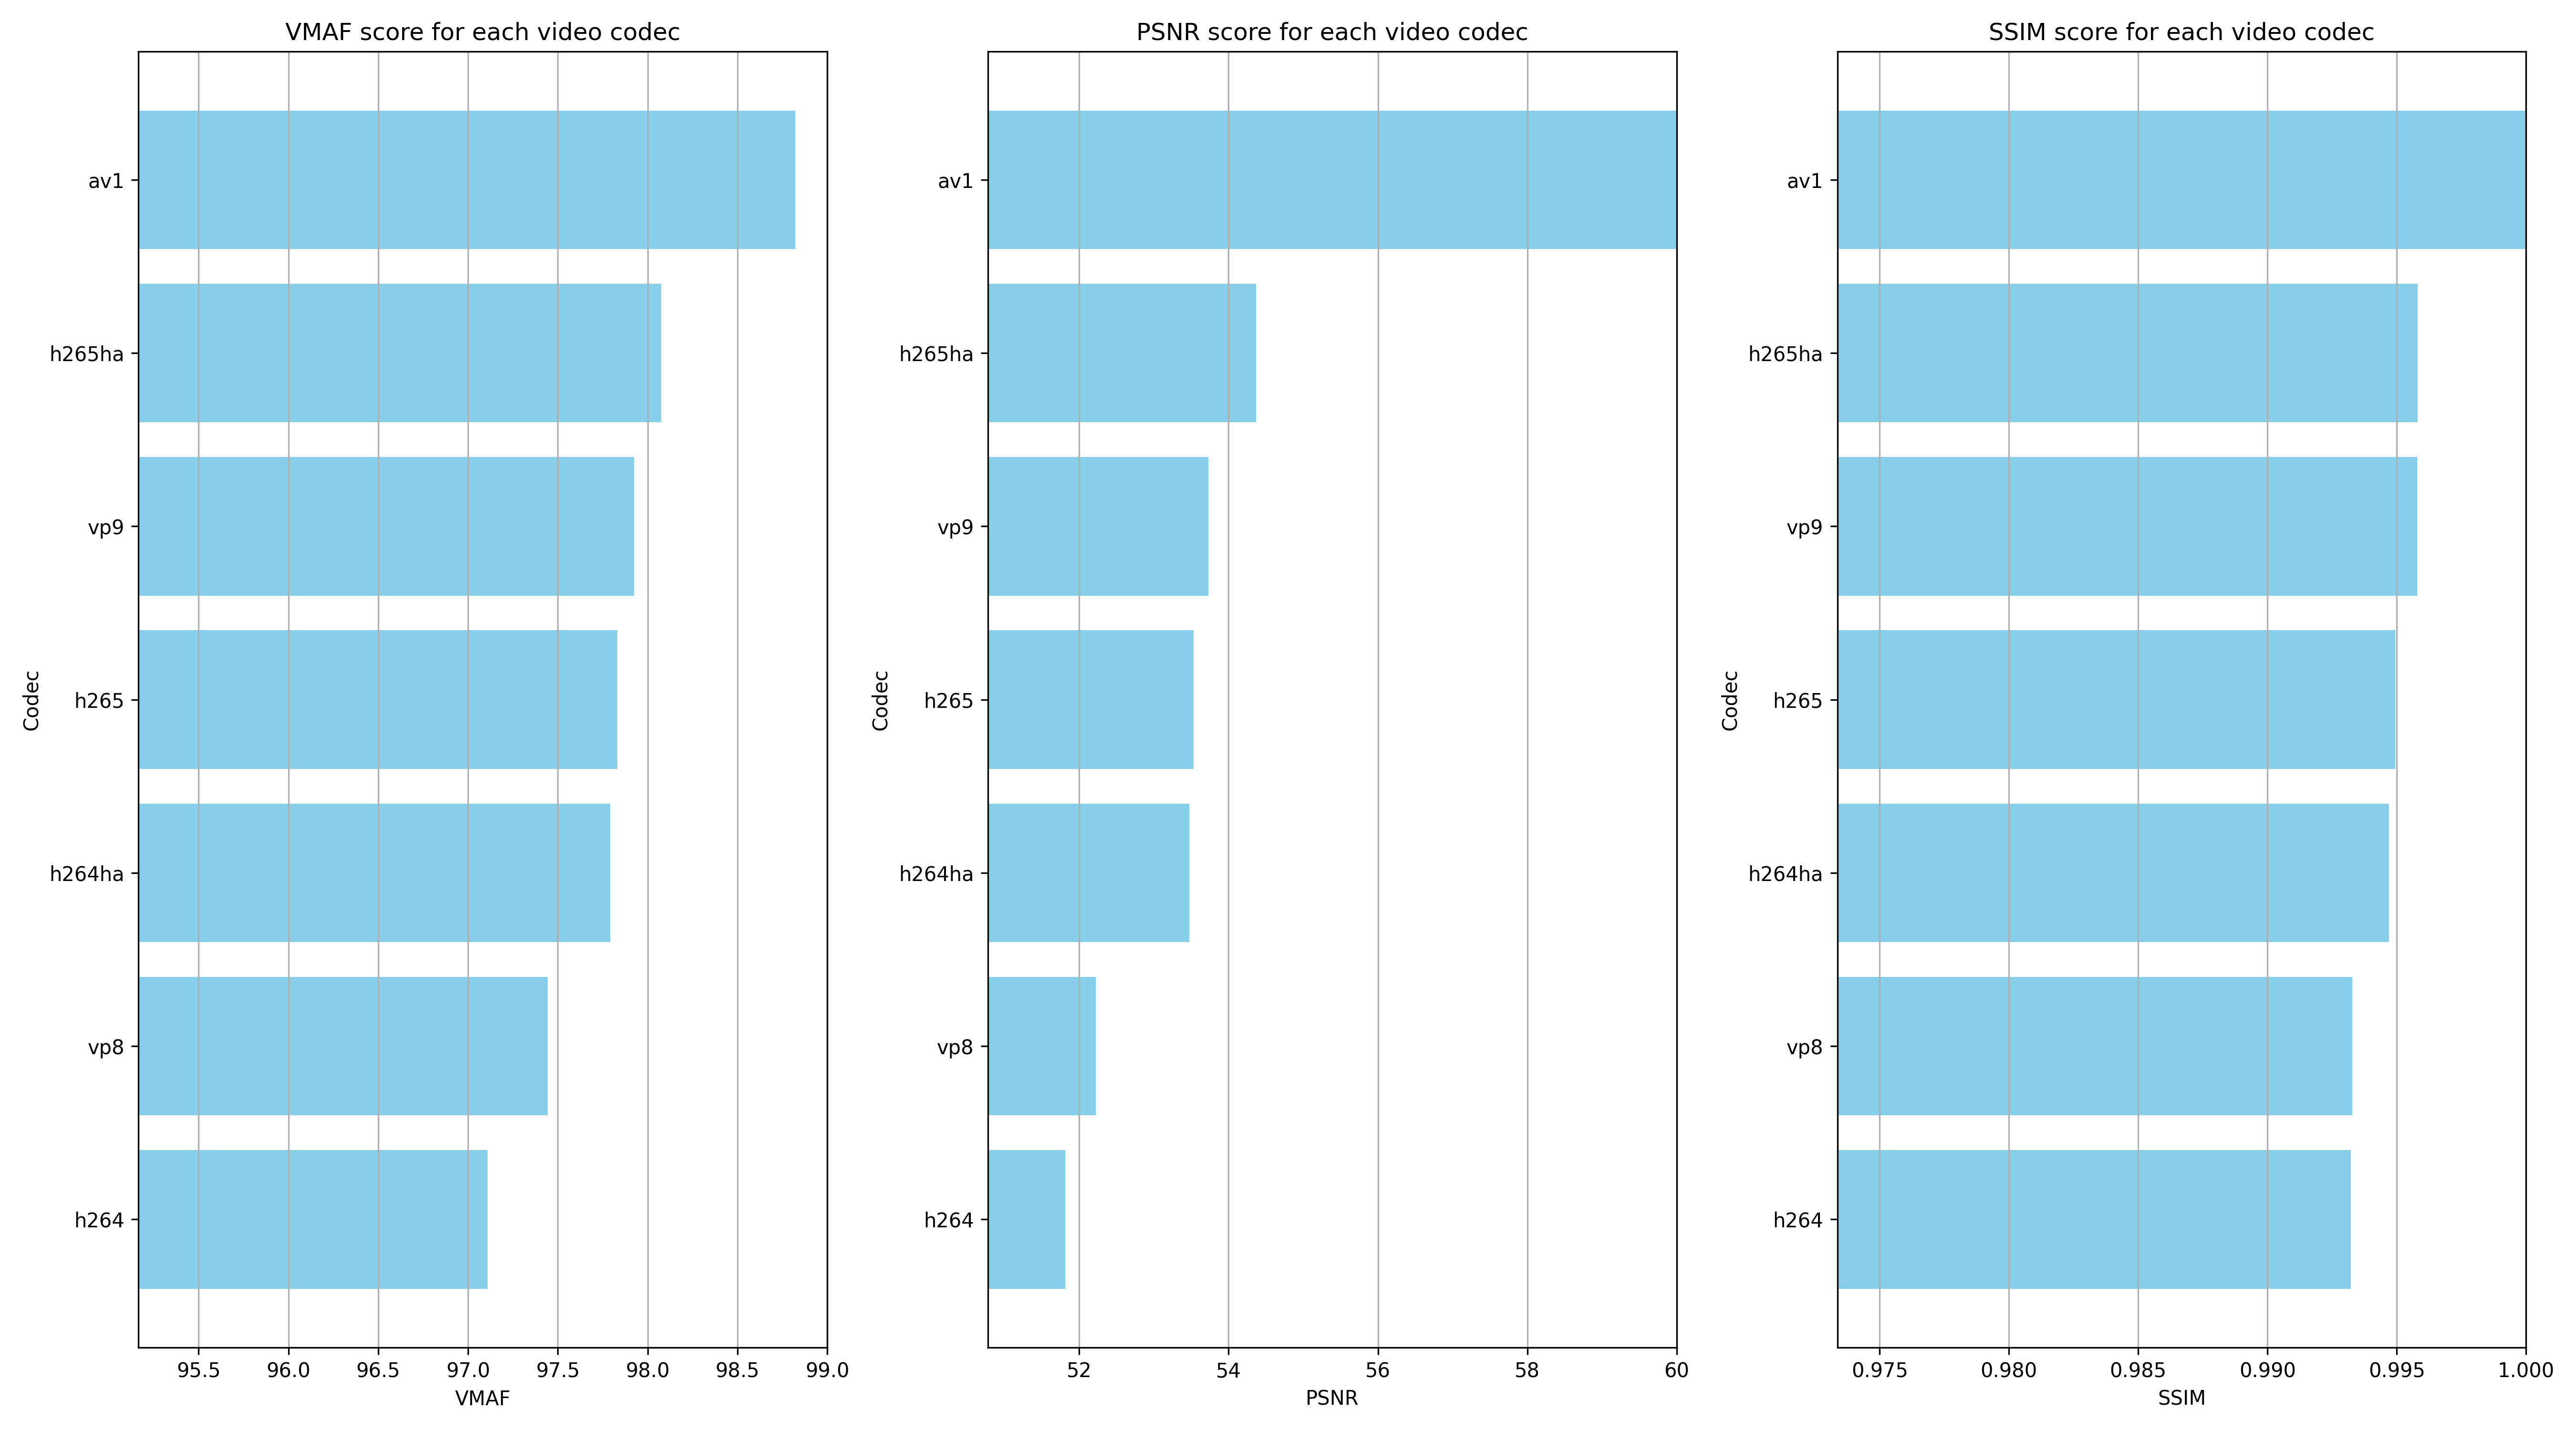 VMAF score for each video codec
Codec
av1
h265ha
vp9
h265
h264ha
vp8
h264
95.5 96.0 96.5 97.0 97.5 98.0 98.5 99.0
VMAF
PSNR score for each video codec
Codec
av1
h265ha
vp9
h265
h264ha
vp8
h264
52 54 56 58 60
PSNR
SSIM score for each video codec
Codec
av1
h265ha
vp9
h265
h264ha
vp8
h264
0.975 0.980 0.985 0.990 0.995 1.000
SSIM